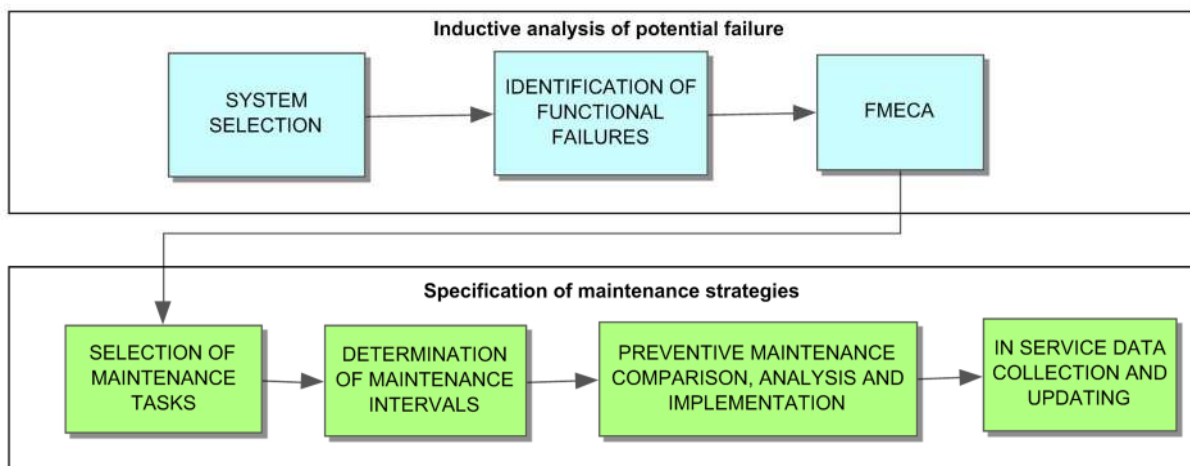 Inductive analysis of potential failure
SYSTEM
SELECTION
IDENTIFICATION OF
FUNCTIONAL
FAILURES
FMECA
Specification of maintenance strategies
SELECTION OF
MAINTENANCE
TASKS
DETERMINATION
OF MAINTENANCE
INTERVALS
PREVENTIVE MAINTENANCE
COMPARISON, ANALYSIS AND
IMPLEMENTATION
IN SERVICE DATA
COLLECTION AND
UPDATING